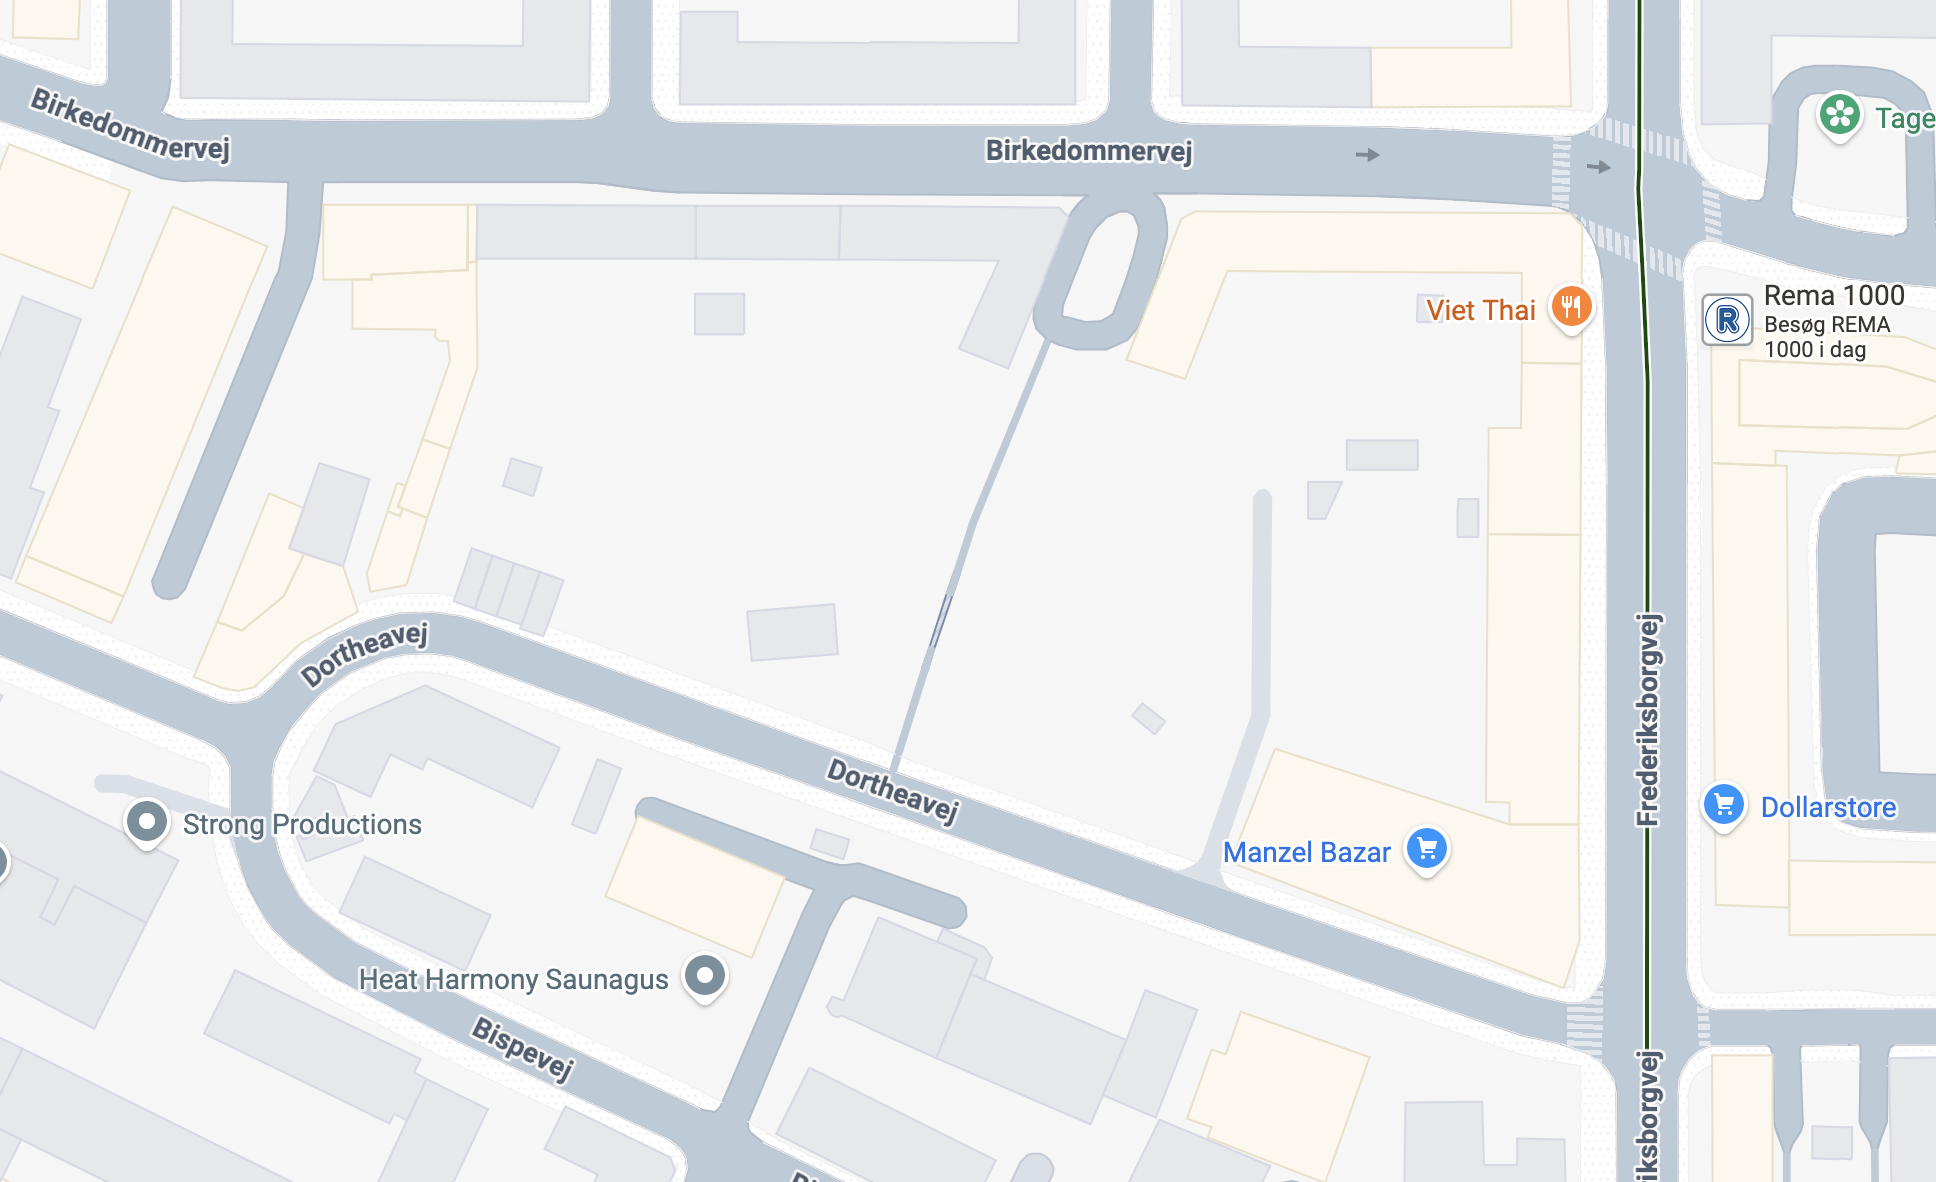 Birkedommervej
Birkedommervej
Tage
Viet Thai
Rema 1000
Besøg REMA
1000 i dag
Dortheavej
Frederiksborgvej
Dortheavej
Dollarstore
Strong Productions
Manzel Bazar
Heat Harmony Saunagus
Bispevej
riksborgvej